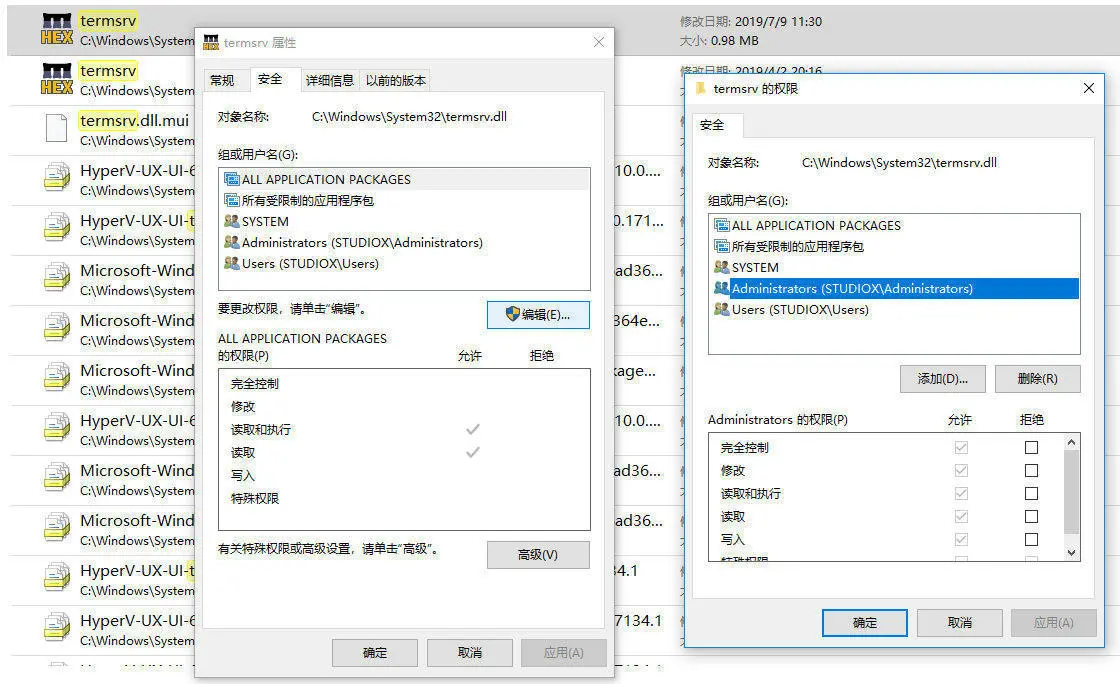 termsrv
C:\Windows\System
修改日期: 2019/7/9 11:30
大小: 0.98 MB
termsrv
C:\Windows\System
2019/4/2 20:16
termsrv.dll.mui
C:\Windows\System
HyperV-UX-UI-6
10.0....
C:\Windows\System
HyperV-UX-UI-t
0.171...
C:\Windows\System
Microsoft-Wind
ad36...
C:\Windows\System
Microsoft-Wind
364e...
C:\Windows\System
Microsoft-Wind
kage...
C:\Windows\System
HyperV-UX-UI-6
10.0....
C:\Windows\System
Microsoft-Wind
ad36...
C:\Windows\System
Microsoft-Wind
ad36...
C:\Windows\System
HyperV-UX-UI-t
34.1
C:\Windows\System
HyperV-UX-UI-6
7134.1
C:\Windows\System
HEX
HEX
termsrv 属性
常规 安全 详细信息 以前的版本
对象名称: C:\Windows\System32\termsrv.dll
组或用户名(G):
ALL APPLICATION PACKAGES
所有受限制的应用程序包
SYSTEM
Administrators (STUDIOX\Administrators)
Users (STUDIOX\Users)
要更改权限，请单击"编辑"。
编辑(E)...
ALL APPLICATION PACKAGES
的权限(P) 允许 拒绝
完全控制
修改
读取和执行
读取
写入
特殊权限
有关特殊权限或高级设置，请单击"高级"。
高级(V)
确定 取消 应用(A)
termsrv 的权限
安全
对象名称: C:\Windows\System32\termsrv.dll
组或用户名(G):
ALL APPLICATION PACKAGES
所有受限制的应用程序包
SYSTEM
Administrators (STUDIOX\Administrators)
Users (STUDIOX\Users)
添加(D)... 删除(R)
Administrators 的权限(P) 允许 拒绝
完全控制
修改
读取和执行
读取
写入
特殊权限
确定 取消 应用(A)